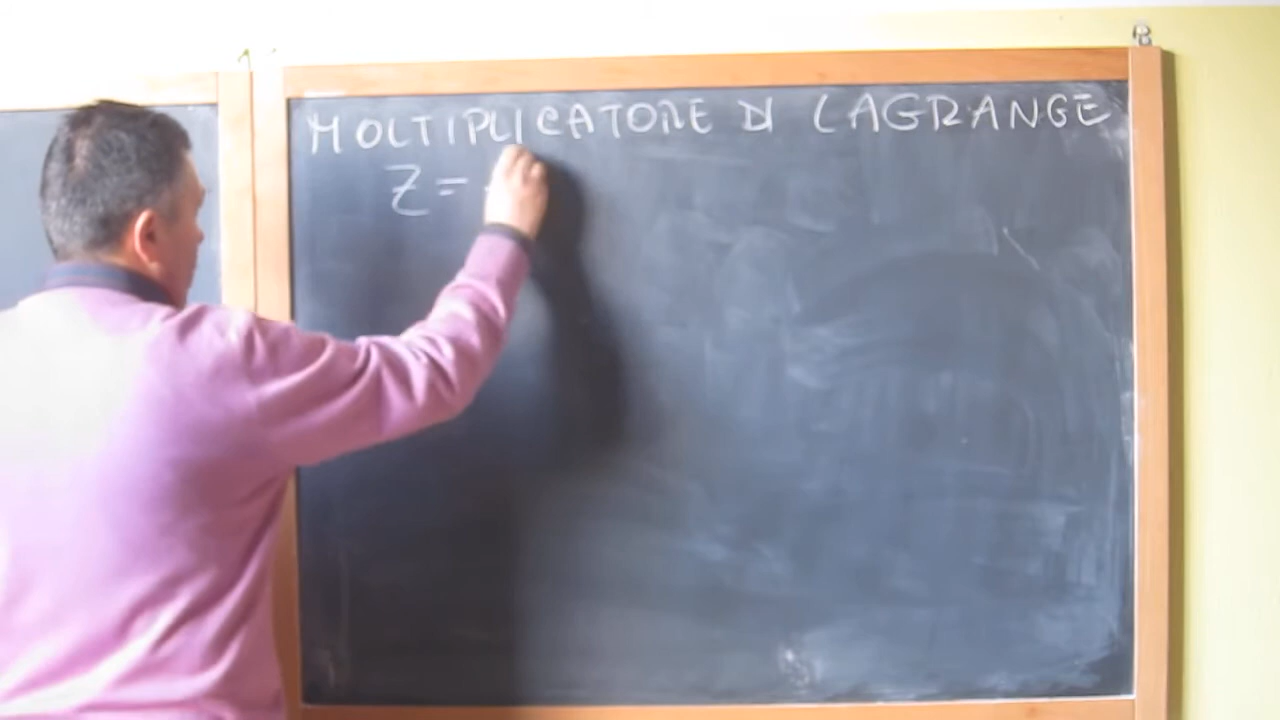 MOLTIPLICATORE DI LAGRANGE
Z =